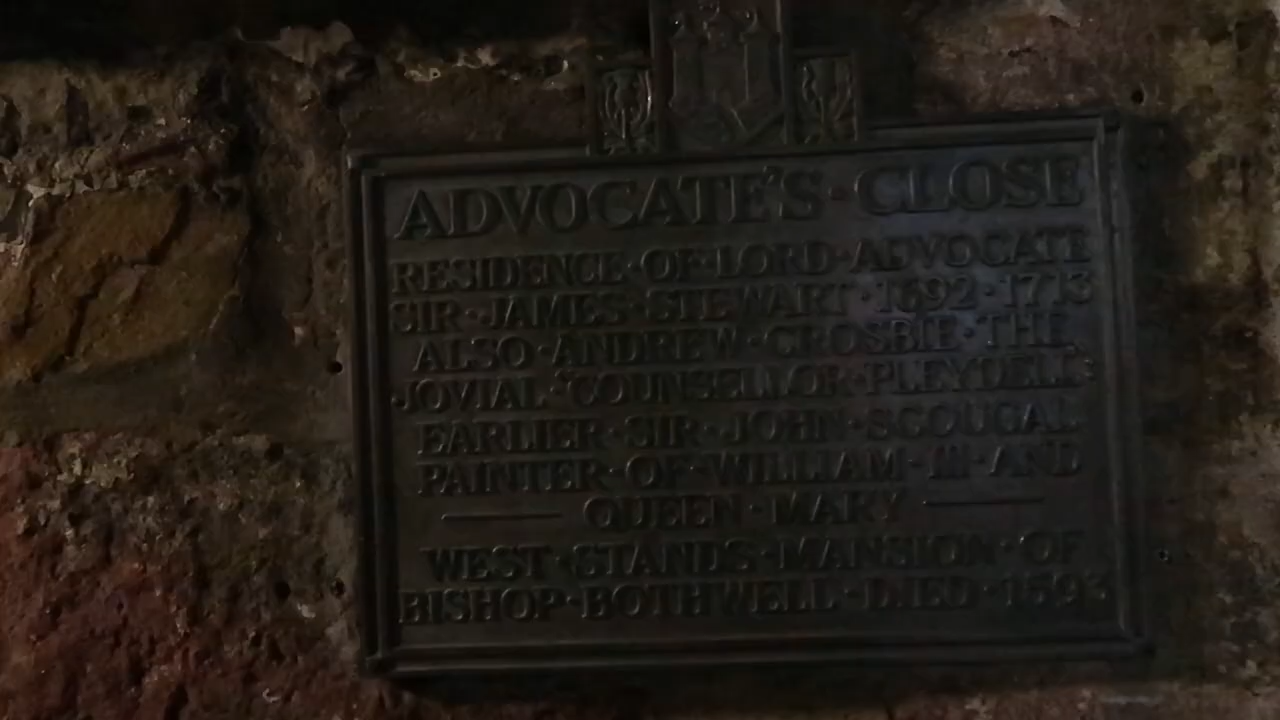 ADVOCATE'S·CLOSE
RESIDENCE·OF·LORD·ADVOCATE
SIR·JAMES·STEWART·1692·1713
ALSO·ANDREW·CROSBIE·THE
JOVIAL·"COUNSELLOR·PLEYDELL"
EARLIER·SIR·JOHN·SCOUGAL
PAINTER·OF·WILLIAM·III·AND
QUEEN·MARY
WEST·STANDS·MANSION·OF
BISHOP·BOTHWELL·DIED·1593